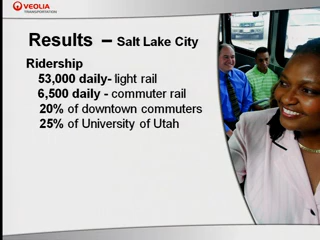 VEOLIA
TRANSPORTATION
Results – Salt Lake City
Ridership
53,000 daily- light rail
6,500 daily - commuter rail
20% of downtown commuters
25% of University of Utah